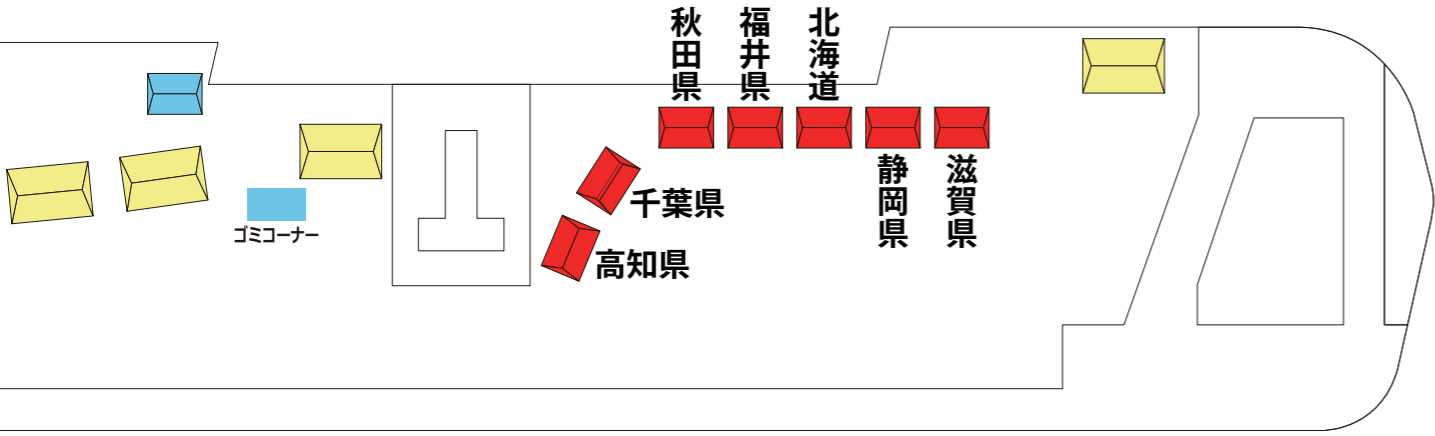 秋田県
福井県
北海道
静岡県
滋賀県
千葉県
高知県
ゴミコーナー